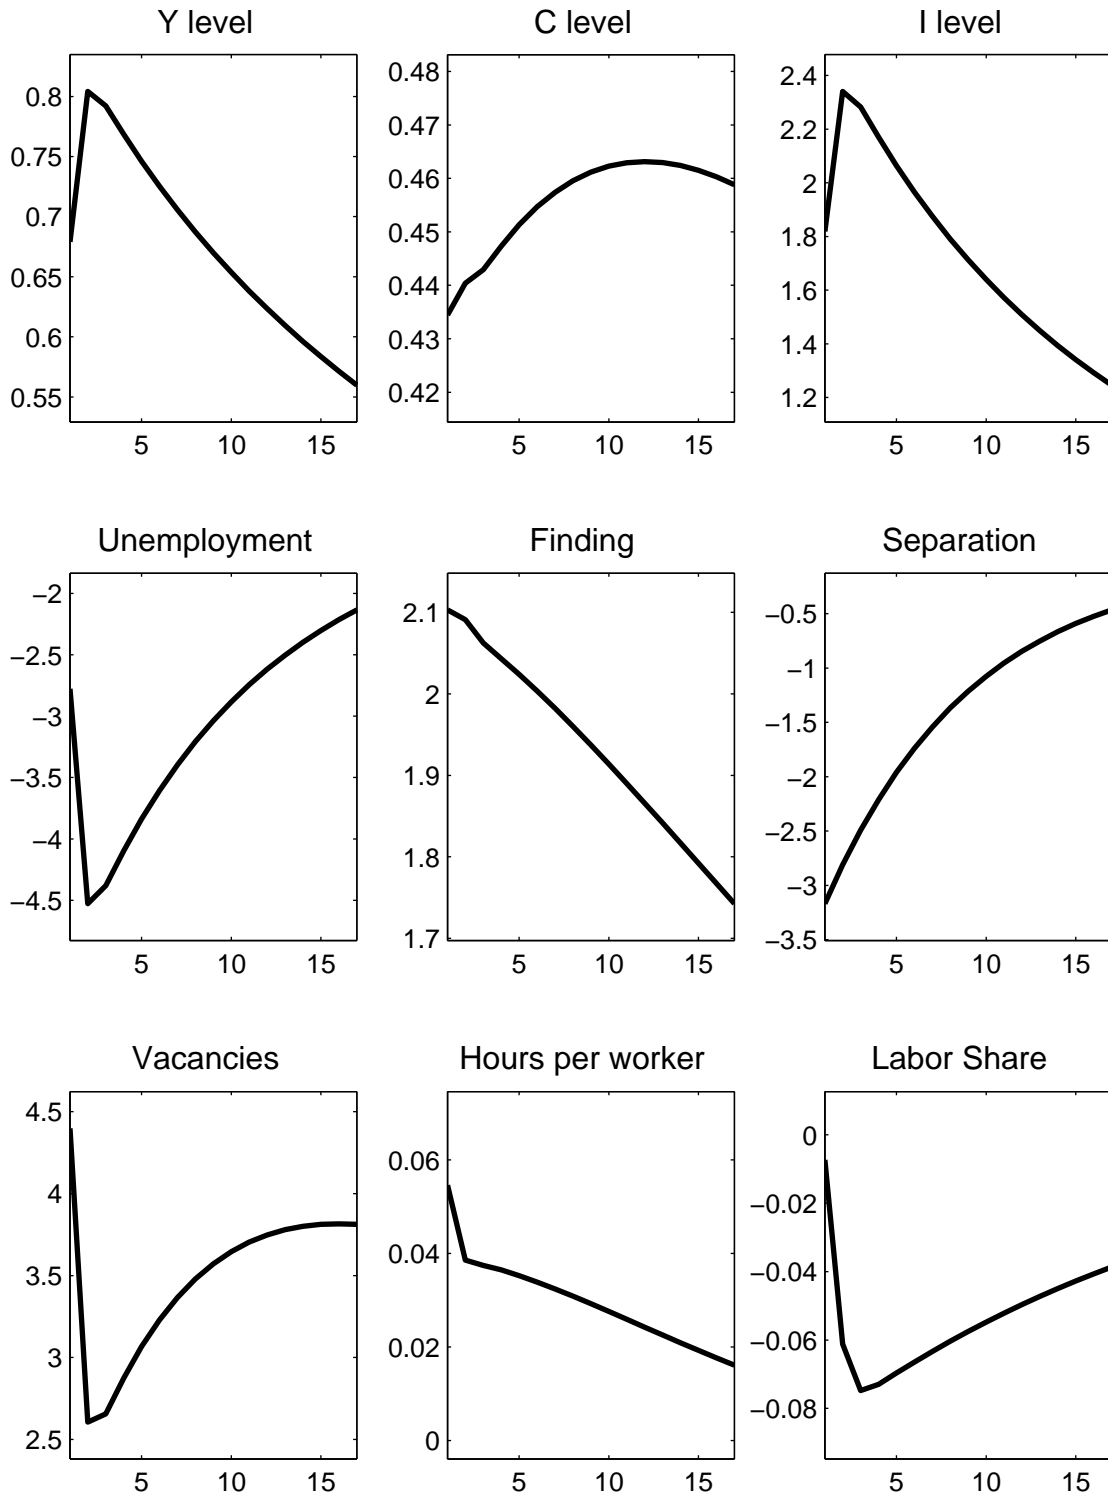 Y level
C level
I level
0.8
0.75
0.7
0.65
0.6
0.55
5 10 15
0.48
0.47
0.46
0.45
0.44
0.43
0.42
5 10 15
2.4
2.2
2
1.8
1.6
1.4
1.2
5 10 15
Unemployment
Finding
Separation
−2
−2.5
−3
−3.5
−4
−4.5
5 10 15
2.1
2
1.9
1.8
1.7
5 10 15
−0.5
−1
−1.5
−2
−2.5
−3
−3.5
5 10 15
Vacancies
Hours per worker
Labor Share
4.5
4
3.5
3
2.5
5 10 15
0.06
0.04
0.02
0
5 10 15
0
−0.02
−0.04
−0.06
−0.08
5 10 15